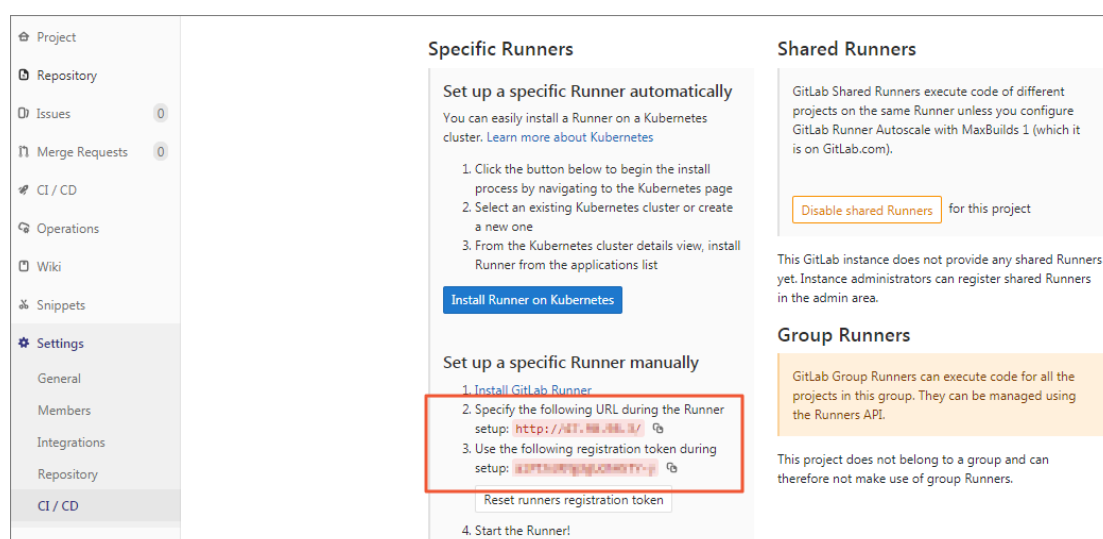 Project
Repository
Issues 0
Merge Requests 0
CI / CD
Operations
Wiki
Snippets
Settings
General
Members
Integrations
Repository
CI / CD
Specific Runners
Set up a specific Runner automatically
You can easily install a Runner on a Kubernetes
cluster. Learn more about Kubernetes
1. Click the button below to begin the install
process by navigating to the Kubernetes page
2. Select an existing Kubernetes cluster or create
a new one
3. From the Kubernetes cluster details view, install
Runner from the applications list
Install Runner on Kubernetes
Set up a specific Runner manually
1. Install GitLab Runner
2. Specify the following URL during the Runner
setup: http://
3. Use the following registration token during
setup:
Reset runners registration token
4. Start the Runner!
Shared Runners
GitLab Shared Runners execute code of different
projects on the same Runner unless you configure
GitLab Runner Autoscale with MaxBuilds 1 (which it
is on GitLab.com).
Disable shared Runners for this project
This GitLab instance does not provide any shared Runners
yet. Instance administrators can register shared Runners
in the admin area.
Group Runners
GitLab Group Runners can execute code for all the
projects in this group. They can be managed using
the Runners API.
This project does not belong to a group and can
therefore not make use of group Runners.